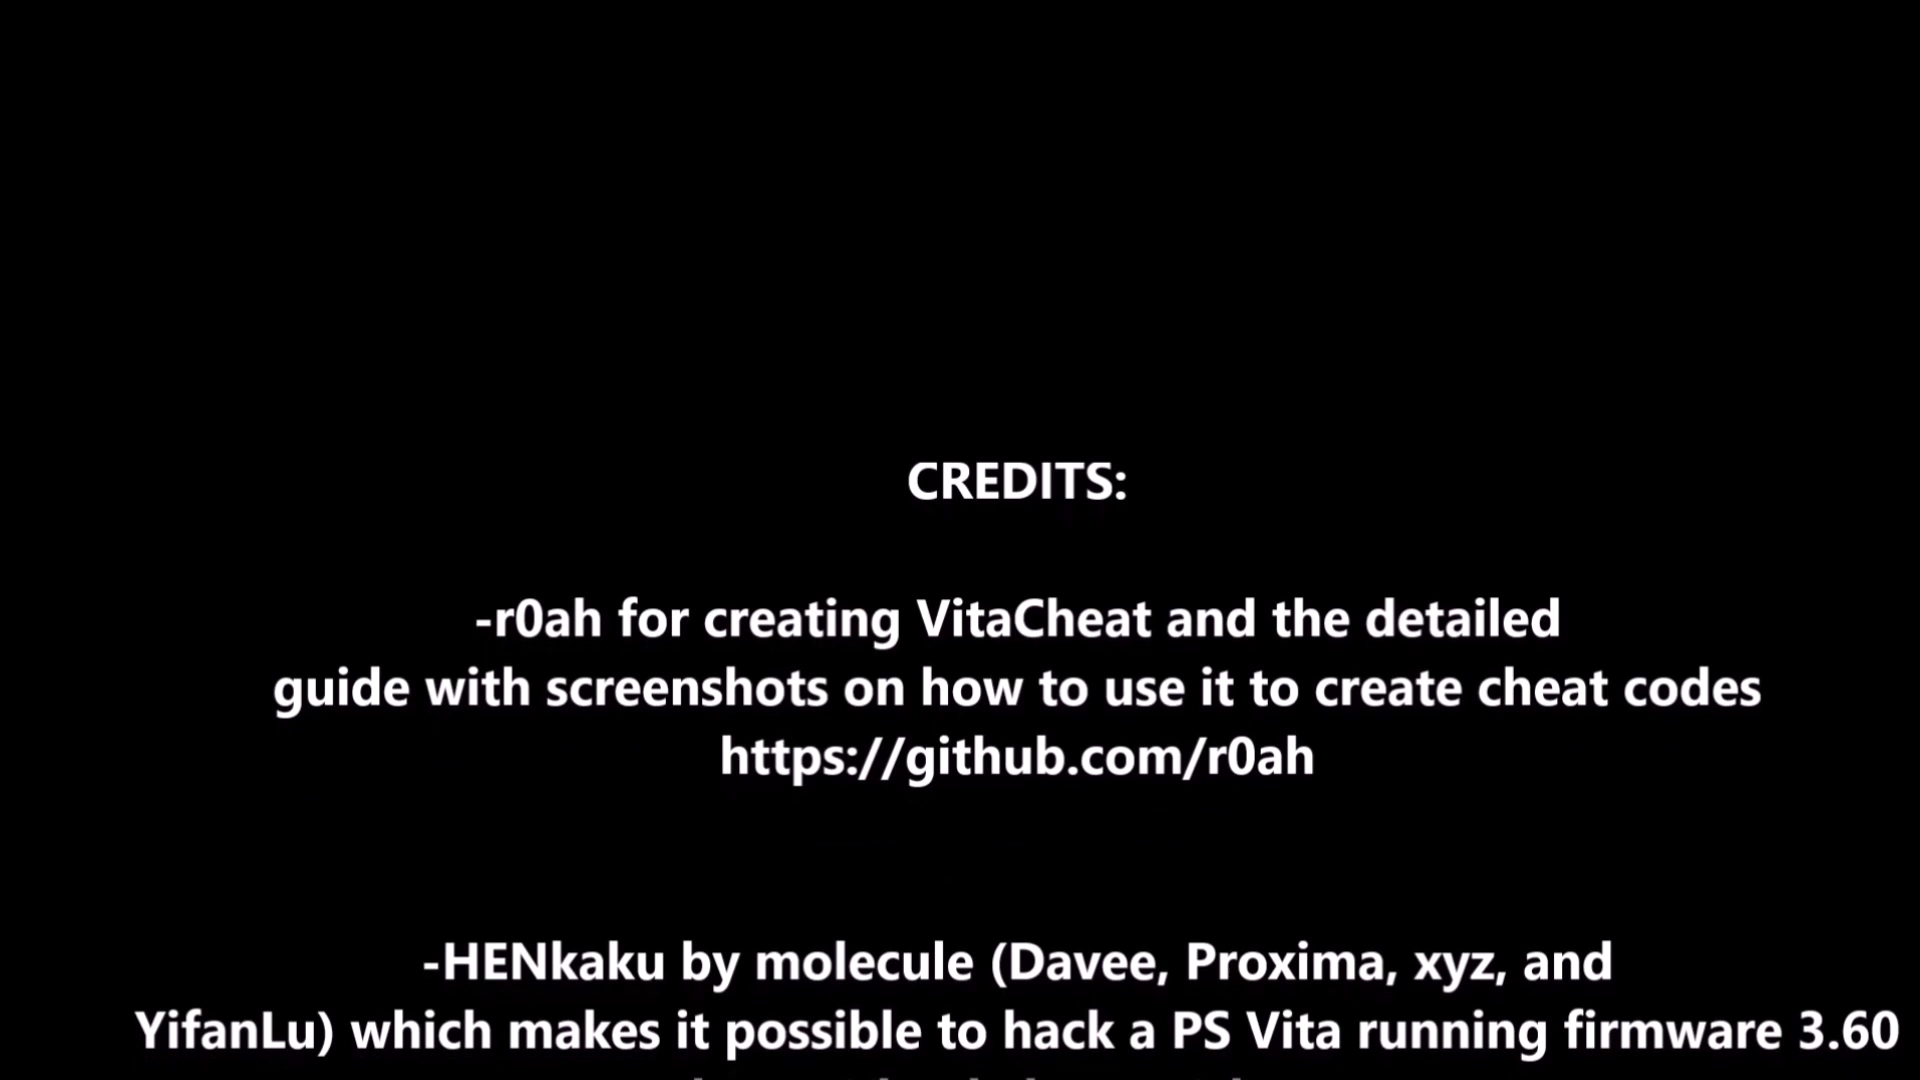 CREDITS:
-r0ah for creating VitaCheat and the detailed
guide with screenshots on how to use it to create cheat codes
https://github.com/r0ah
-HENkaku by molecule (Davee, Proxima, xyz, and
YifanLu) which makes it possible to hack a PS Vita running firmware 3.60